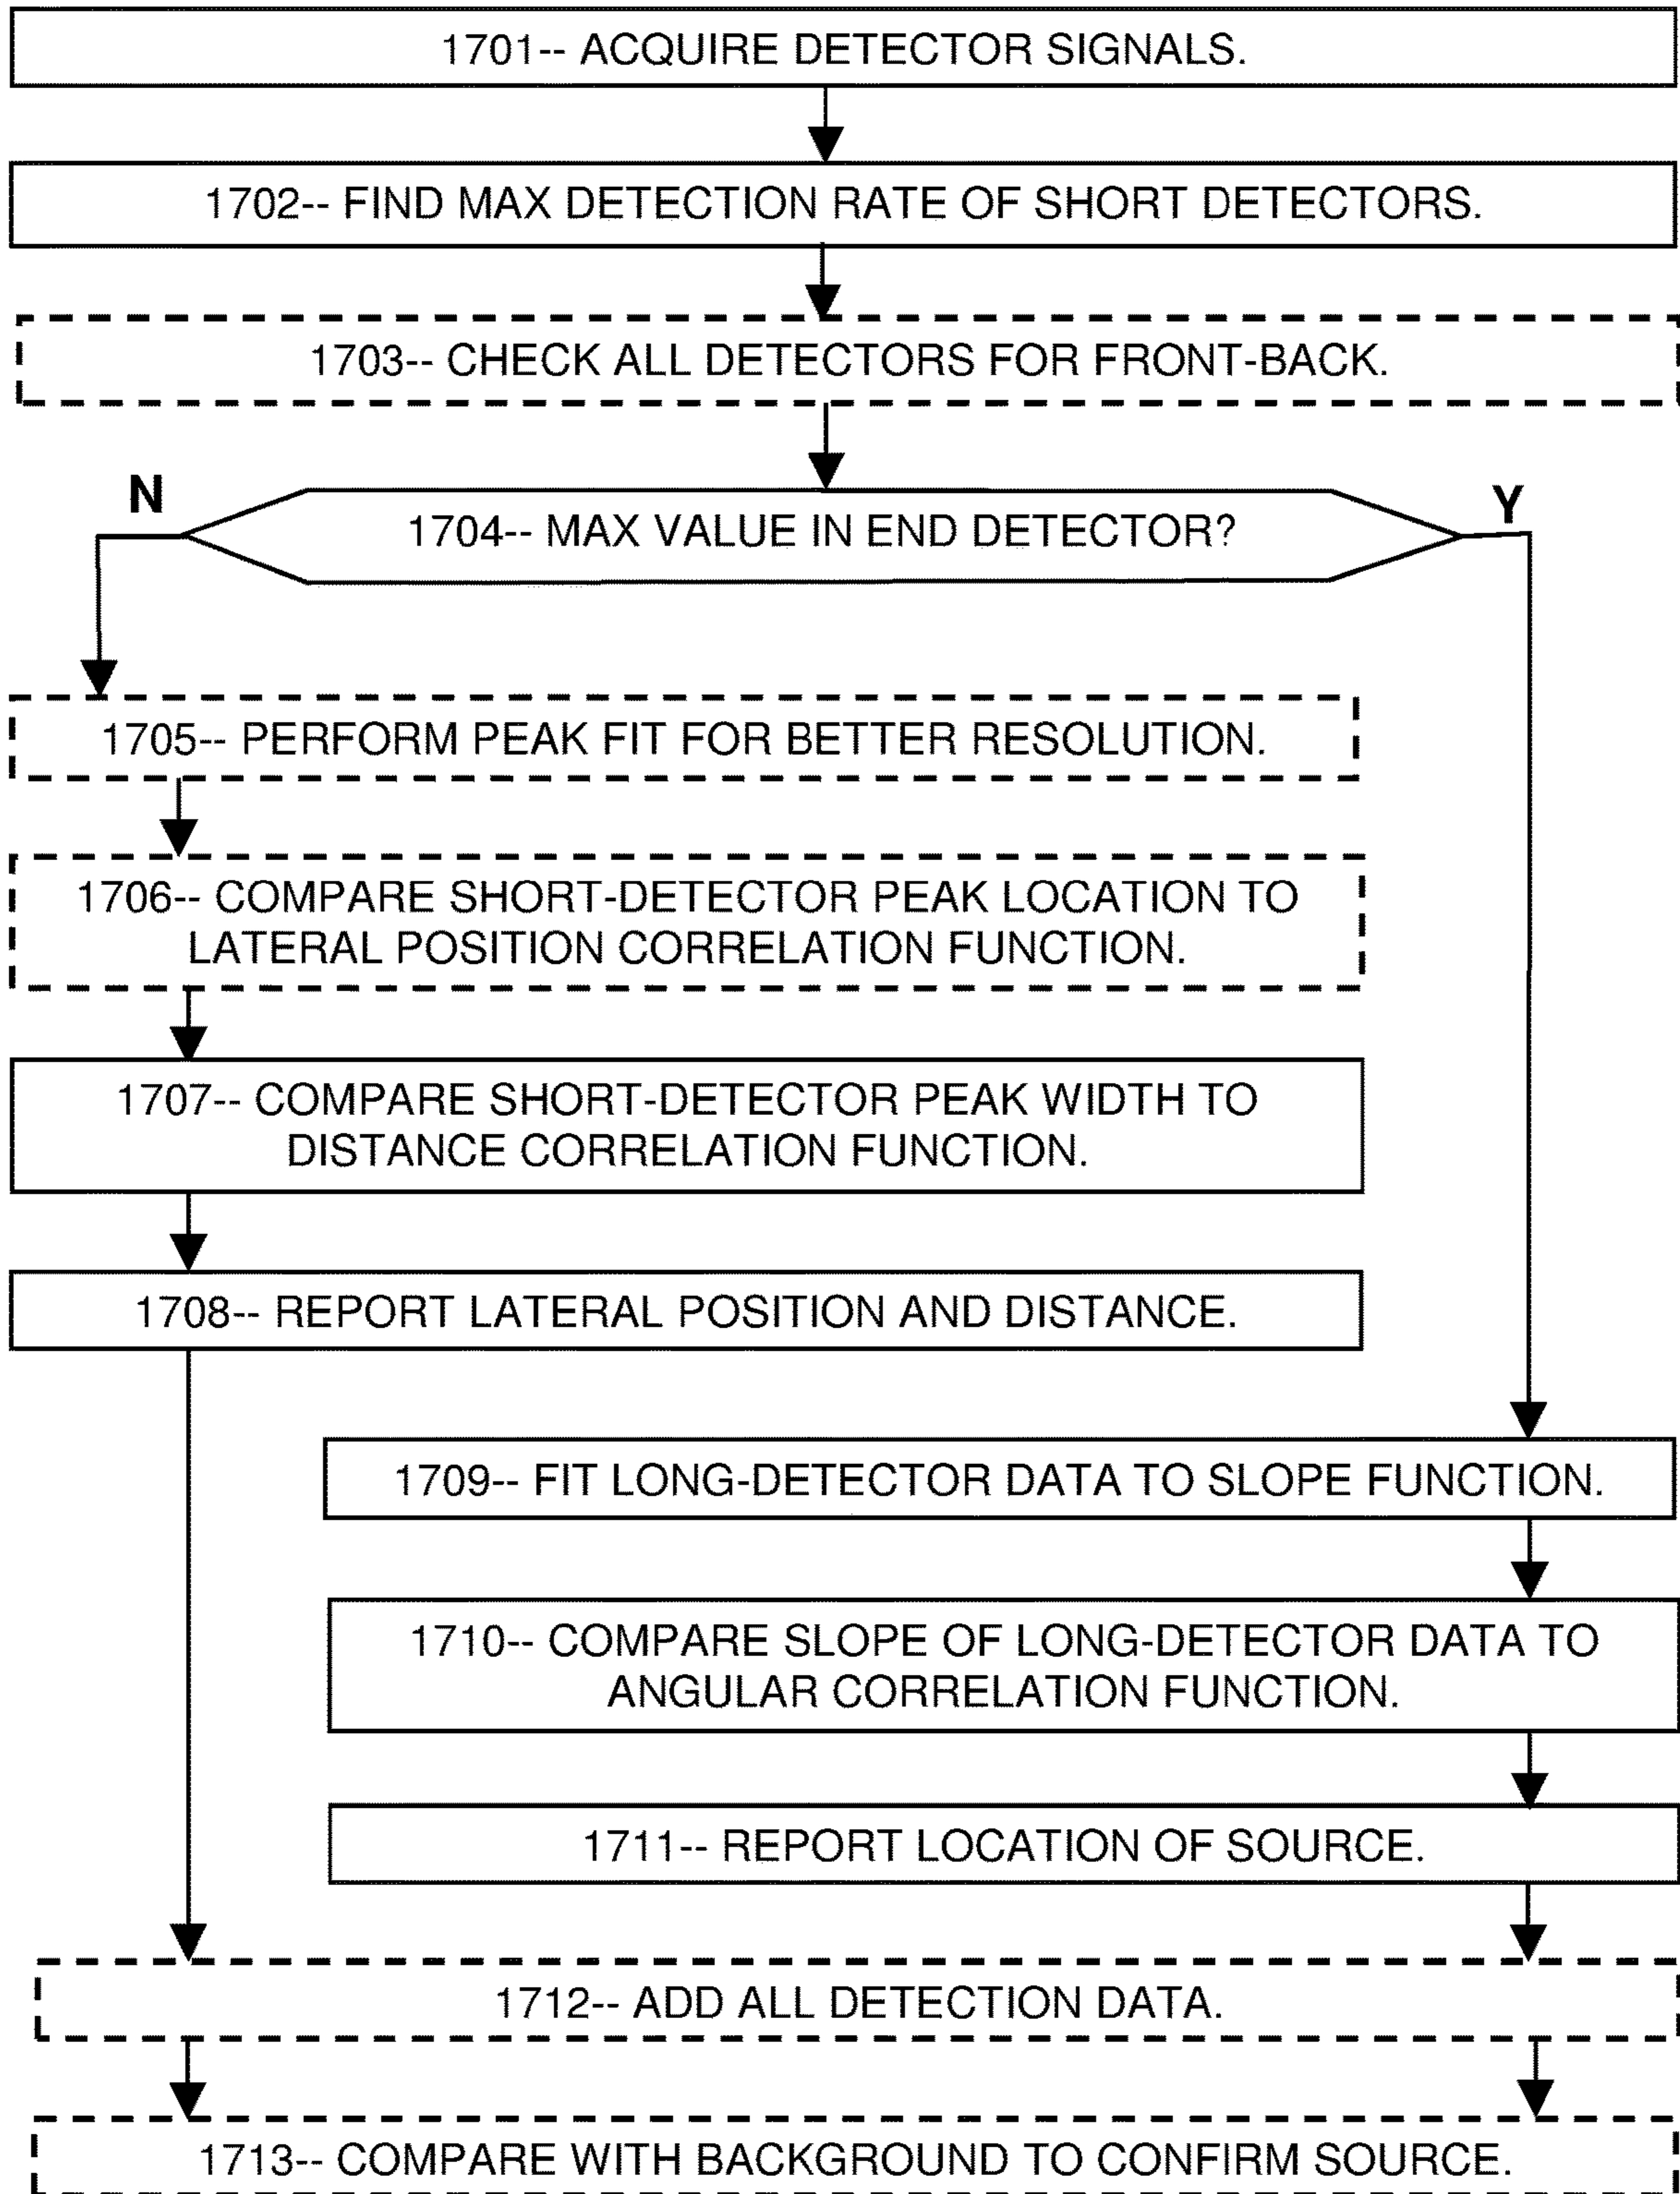 1701-- ACQUIRE DETECTOR SIGNALS.
1702-- FIND MAX DETECTION RATE OF SHORT DETECTORS.
1703-- CHECK ALL DETECTORS FOR FRONT-BACK.
N
Y
1704-- MAX VALUE IN END DETECTOR?
1705-- PERFORM PEAK FIT FOR BETTER RESOLUTION.
1706-- COMPARE SHORT-DETECTOR PEAK LOCATION TO
LATERAL POSITION CORRELATION FUNCTION.
1707-- COMPARE SHORT-DETECTOR PEAK WIDTH TO
DISTANCE CORRELATION FUNCTION.
1708-- REPORT LATERAL POSITION AND DISTANCE.
1709-- FIT LONG-DETECTOR DATA TO SLOPE FUNCTION.
1710-- COMPARE SLOPE OF LONG-DETECTOR DATA TO
ANGULAR CORRELATION FUNCTION.
1711-- REPORT LOCATION OF SOURCE.
1712-- ADD ALL DETECTION DATA.
1713-- COMPARE WITH BACKGROUND TO CONFIRM SOURCE.